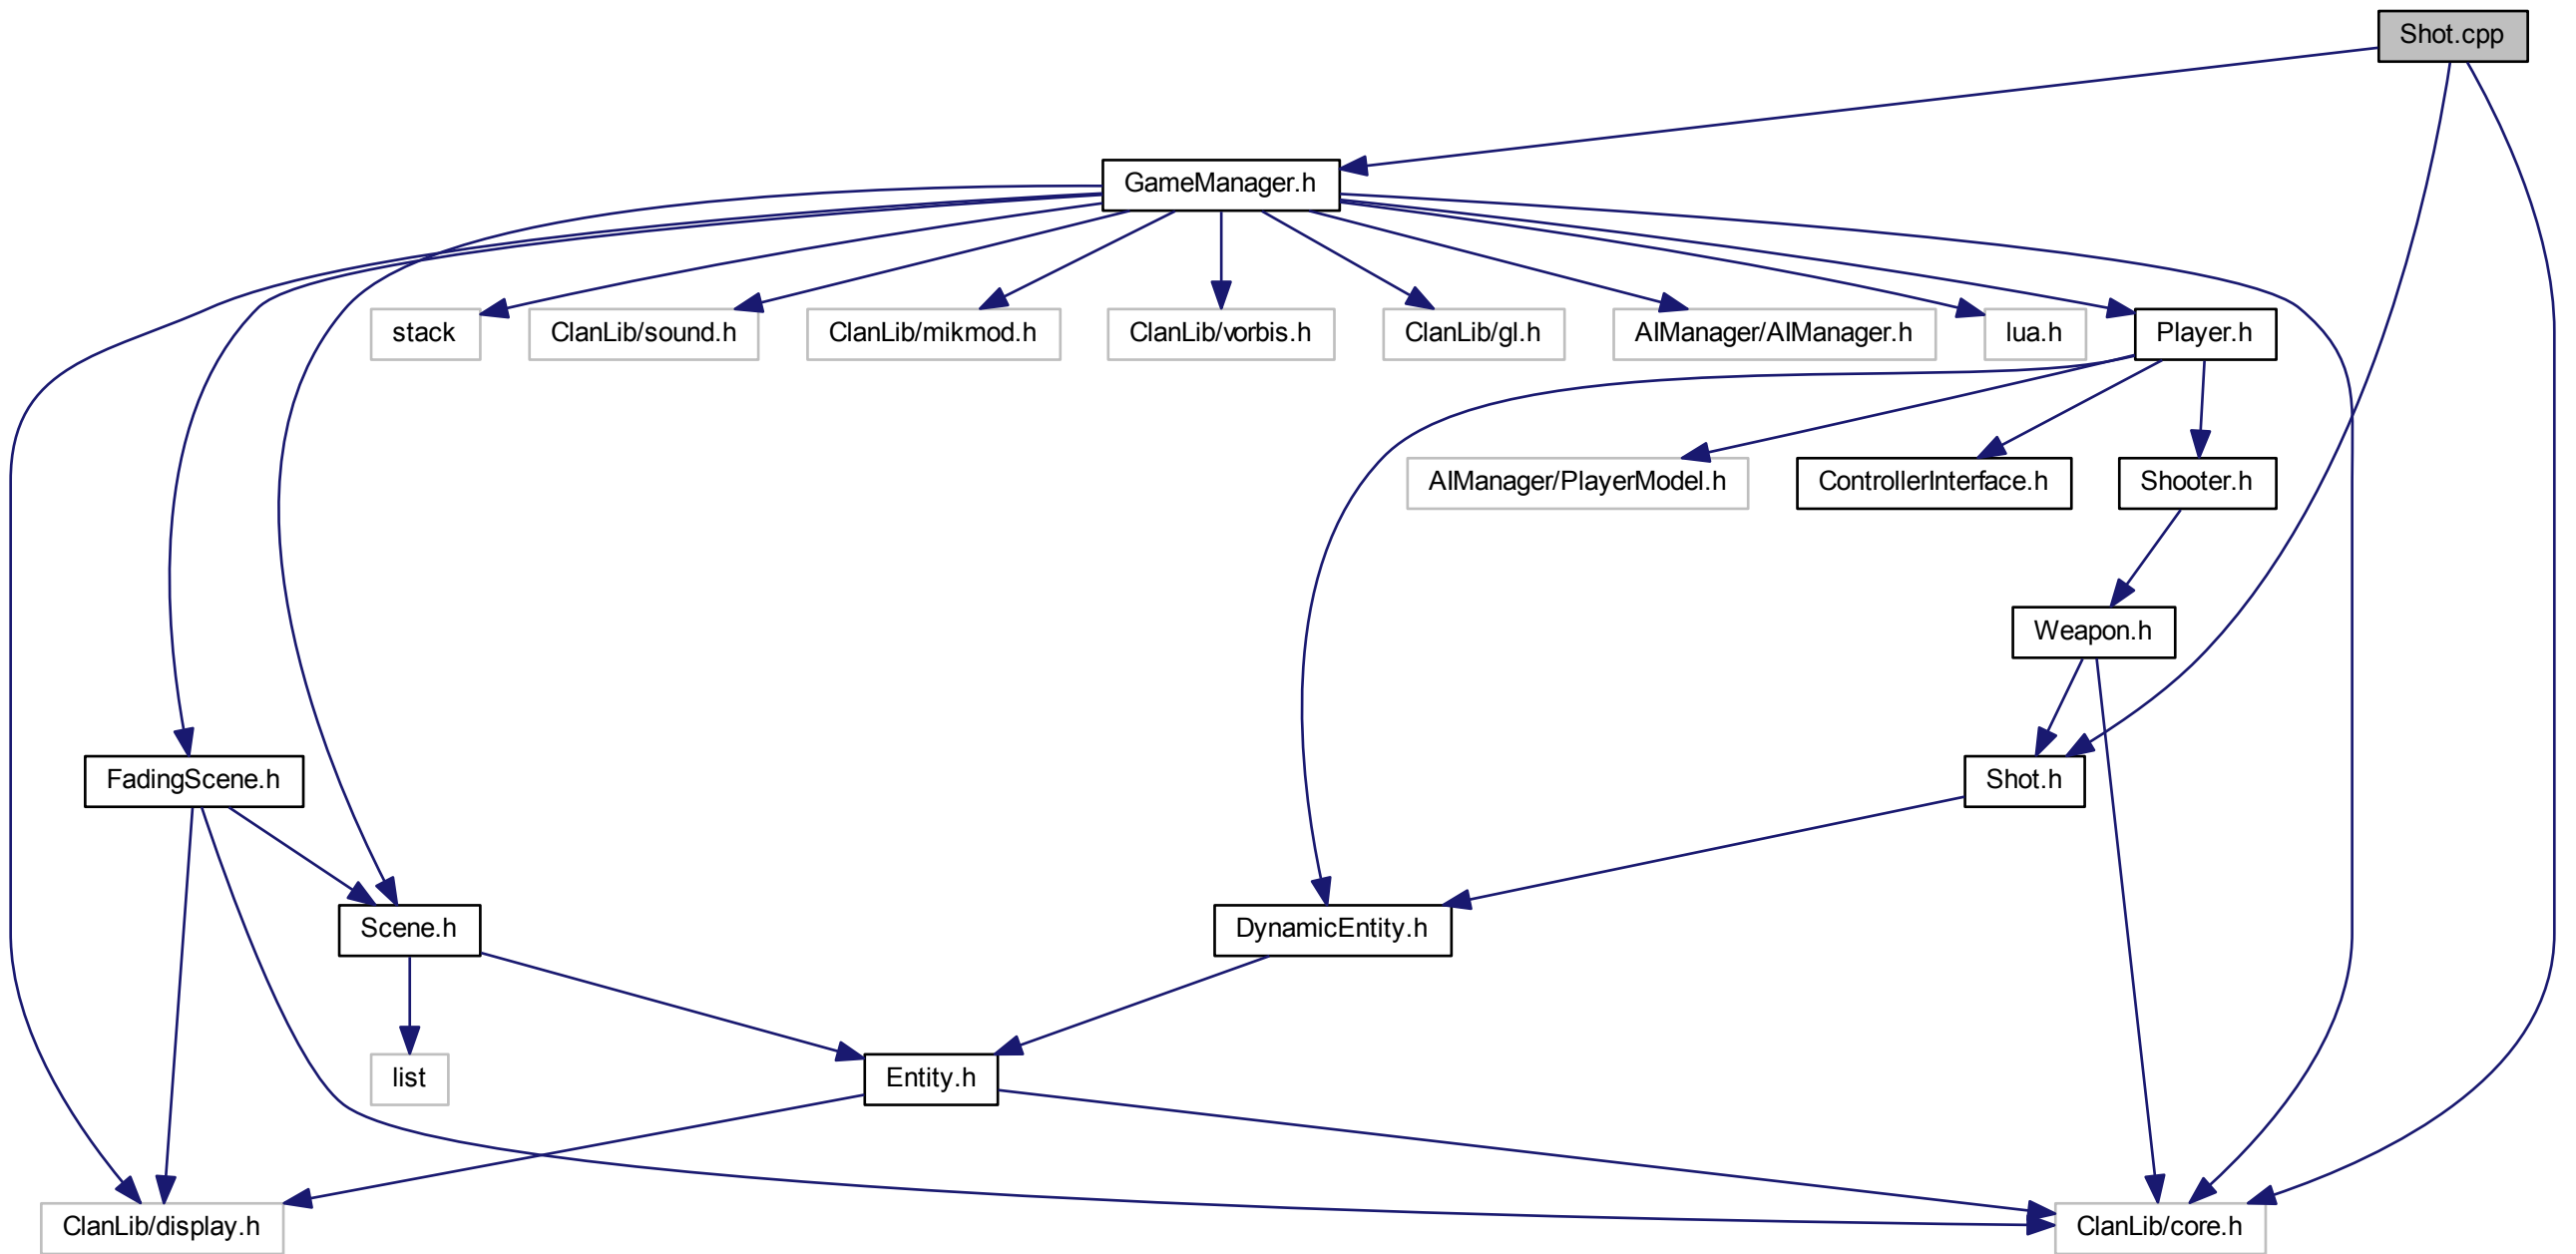 Shot.cpp
GameManager.h
stack
ClanLib/sound.h
ClanLib/mikmod.h
ClanLib/vorbis.h
ClanLib/gl.h
AIManager/AIManager.h
lua.h
Player.h
AIManager/PlayerModel.h
ControllerInterface.h
Shooter.h
Weapon.h
FadingScene.h
Shot.h
Scene.h
DynamicEntity.h
list
Entity.h
ClanLib/display.h
ClanLib/core.h